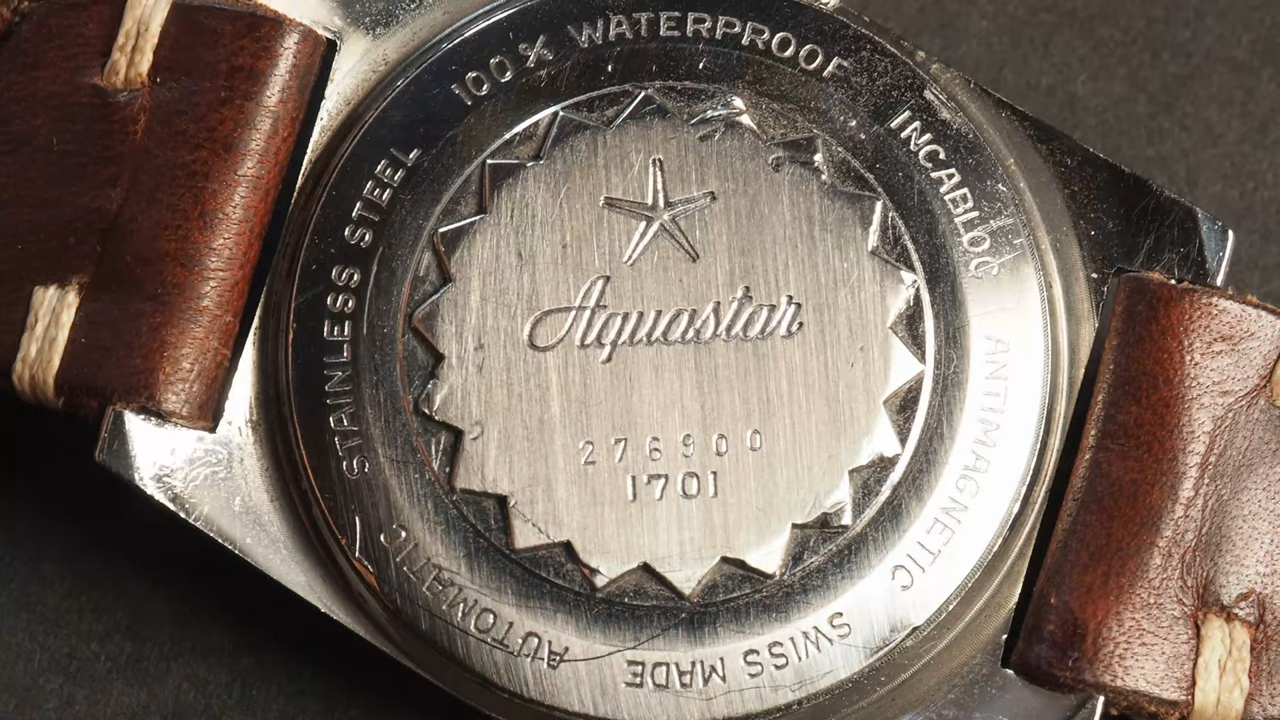 STAINLESS STEEL 100% WATERPROOF INCABLOC ANTIMAGNETIC SWISS MADE AUTOMATIC
Aquastar
276900
1701